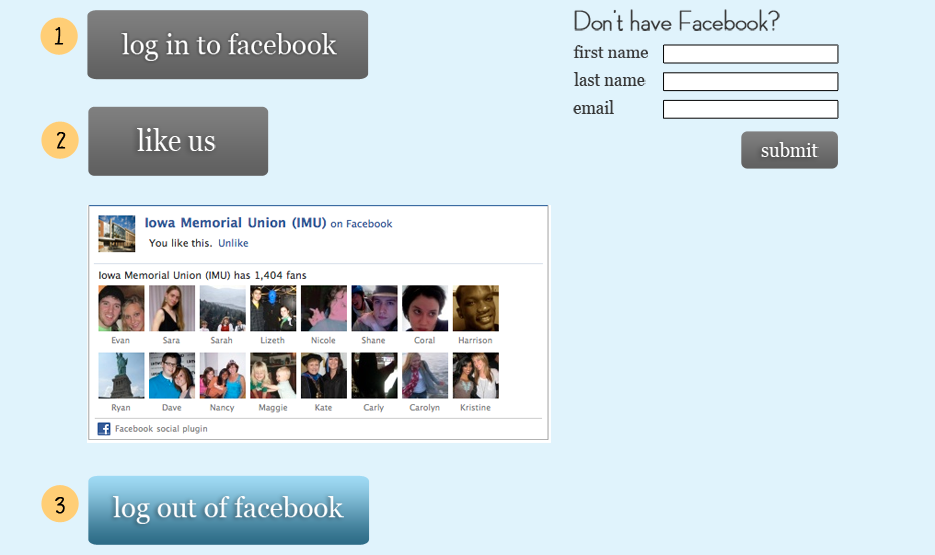 1
log in to facebook
2
like us
Iowa Memorial Union (IMU) on Facebook
You like this. Unlike
Iowa Memorial Union (IMU) has 1,404 fans
Evan Sara Sarah Lizeth Nicole Shane Coral Harrison
Ryan Dave Nancy Maggie Kate Carly Carolyn Kristine
f Facebook social plugin
3
log out of facebook
Don't have Facebook?
first name
last name
email
submit